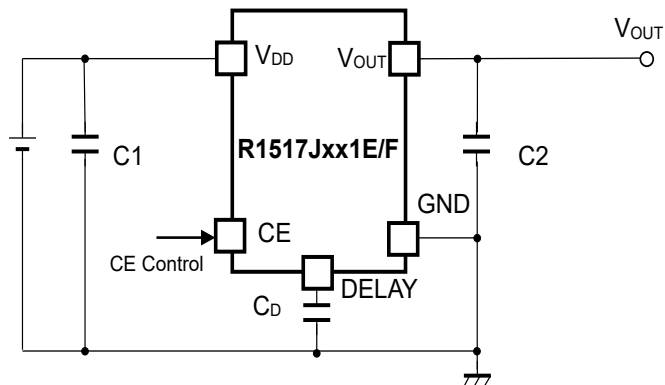 VOUT
VDD
VOUT
R1517Jxx1E/F
C1
C2
GND
CE
CE Control
DELAY
CD